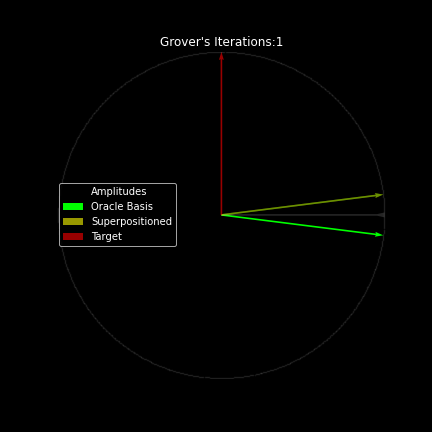 Grover's Iterations:1
Amplitudes
Oracle Basis
Superpositioned
Target